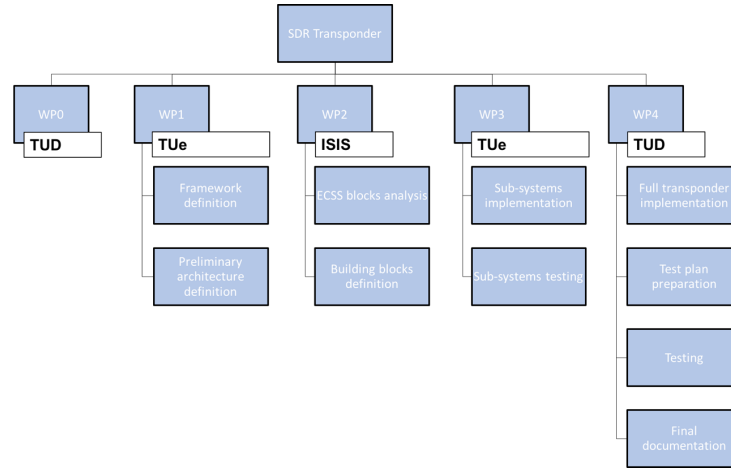 SDR Transponder
WP0
TUD
WP1
TUe
WP2
ISIS
WP3
TUe
WP4
TUD
Framework
definition
Preliminary
architecture
definition
ECSS blocks analysis
Building blocks
definition
Sub-systems
implementation
Sub-systems testing
Full transponder
implementation
Test plan
preparation
Testing
Final
documentation